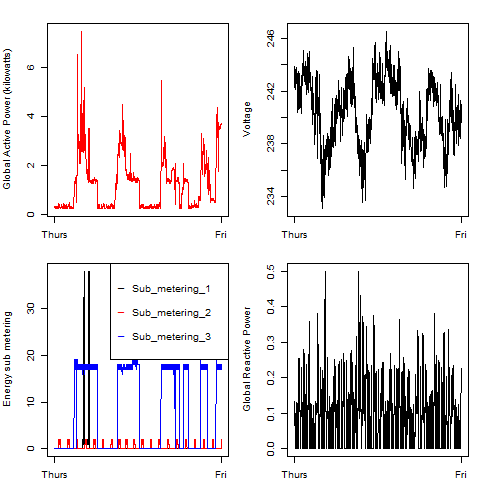 Global Active Power (kilowatts)
6
4
2
0
Thurs
Fri
Voltage
246
242
238
234
Thurs
Fri
Energy sub metering
30
20
10
0
Sub_metering_1
Sub_metering_2
Sub_metering_3
Thurs
Fri
Global Reactive Power
0.5
0.4
0.3
0.2
0.1
0.0
Thurs
Fri